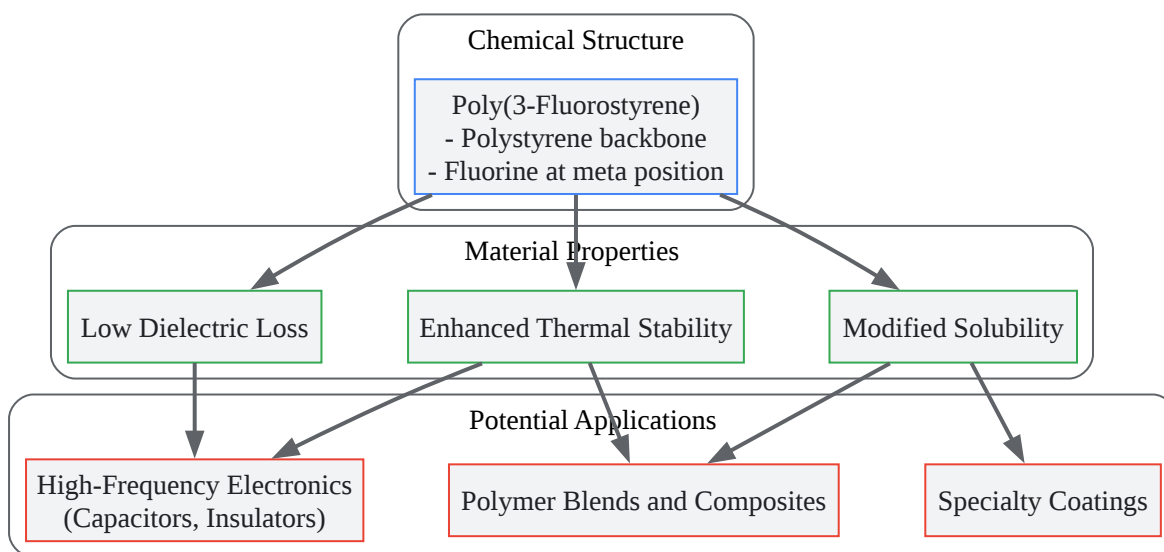 Chemical Structure
Poly(3-Fluorostyrene)
- Polystyrene backbone
- Fluorine at meta position
Material Properties
Low Dielectric Loss
Enhanced Thermal Stability
Modified Solubility
Potential Applications
High-Frequency Electronics
(Capacitors, Insulators)
Polymer Blends and Composites
Specialty Coatings